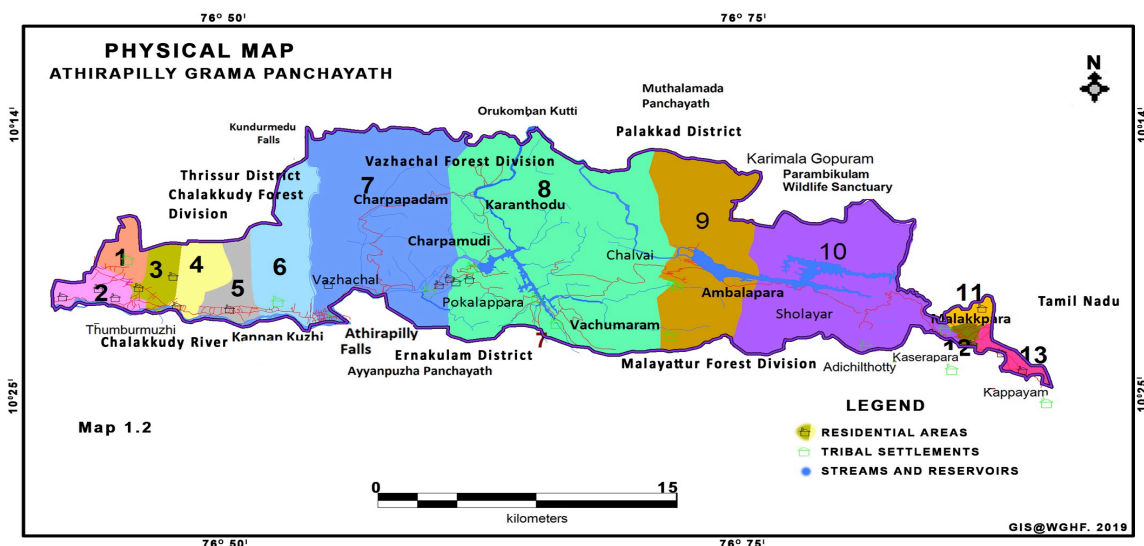 76° 50'
76° 75'
PHYSICAL MAP
ATHIRAPILLY GRAMA PANCHAYATH
N
10°14'
10°14'
Muthalamada
Panchayath
Orukomban Kutti
Kundurmedu
Falls
Palakkad District
Karimala Gopuram
Parambikulam
Wildlife Sanctuary
Vazhachal Forest Division
Thrissur District
Chalakkudy Forest
Division
7
Charpapadam
8
Karanthodu
9
10
1
3
4
5
6
2
Charpamudi
Chalvai
Vazhachal
Pokalappara
Ambalapara
Sholayar
11
Malakkpara
12
13
Tamil Nadu
Thumburmuzhi
Chalakkudy River
Kannan Kuzhi
Athirapilly
Falls
Vachumaram
7
Ernakulam District
Ayyanpuzha Panchayath
Malayattur Forest Division
Adichilthotty
Kaserapara
Kappayam
10°25'
10°25'
Map 1.2
LEGEND
RESIDENTIAL AREAS
TRIBAL SETTLEMENTS
STREAMS AND RESERVOIRS
0
15
kilometers
GIS@WGHF. 2019
76° 50'
76° 75'